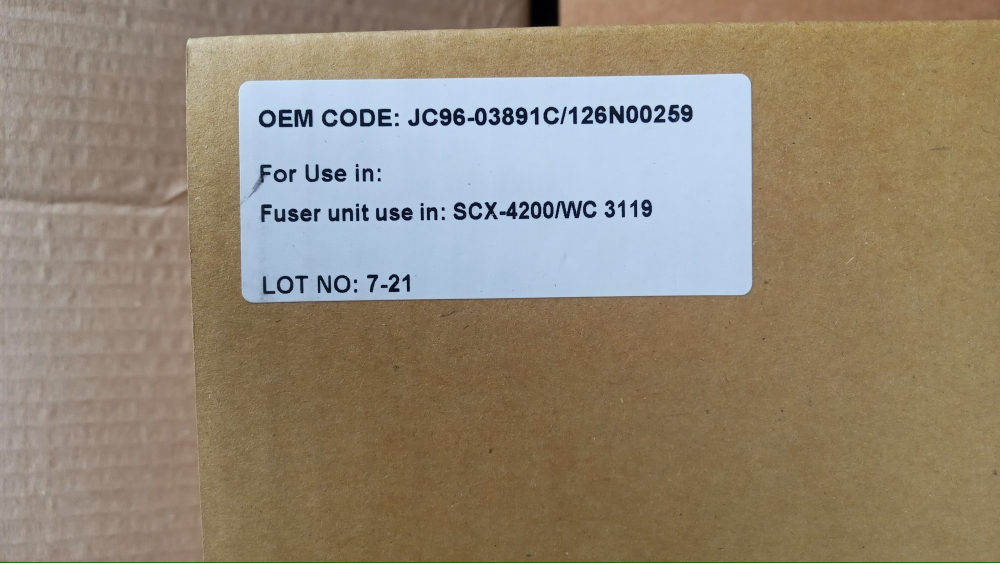 OEM CODE: JC96-03891C/126N00259
For Use in:
Fuser unit use in: SCX-4200/WC 3119
LOT NO: 7-21